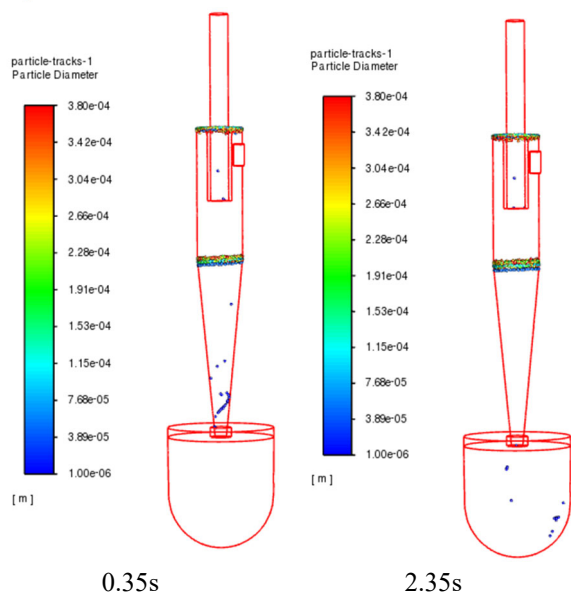 particle-tracks-1
Particle Diameter
3.80e-04
3.42e-04
3.04e-04
2.66e-04
2.28e-04
1.91e-04
1.53e-04
1.15e-04
7.68e-05
3.89e-05
1.00e-06
[ m ]
0.35s
particle-tracks-1
Particle Diameter
3.80e-04
3.42e-04
3.04e-04
2.66e-04
2.28e-04
1.91e-04
1.53e-04
1.15e-04
7.68e-05
3.89e-05
1.00e-06
[ m ]
2.35s